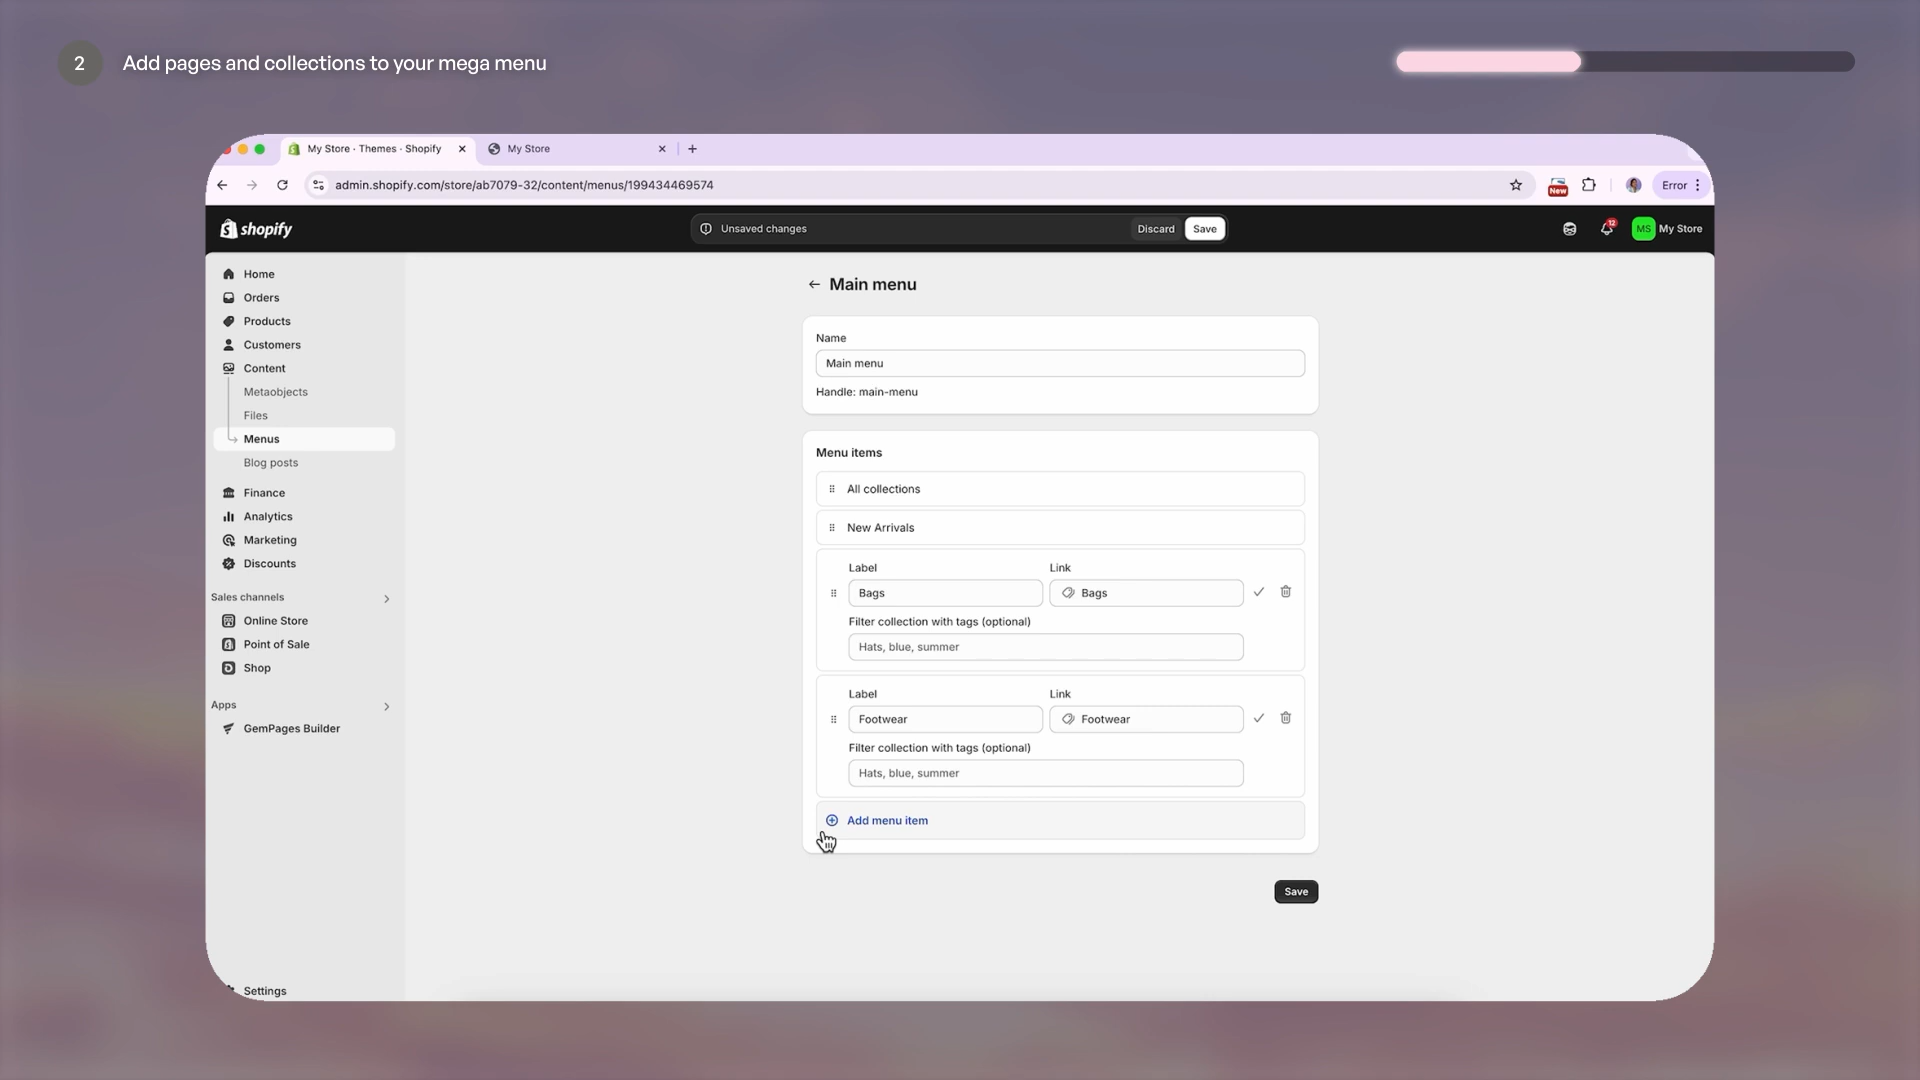 2 Add pages and collections to your mega menu
My Store · Themes · Shopify
My Store
admin.shopify.com/store/ab7079-32/content/menus/199434469574
New
Error
shopify
Unsaved changes
Discard
Save
12
MS
My Store
Home
Orders
Products
Customers
Content
Metaobjects
Files
Menus
Blog posts
Finance
Analytics
Marketing
Discounts
Sales channels
Online Store
Point of Sale
Shop
Apps
GemPages Builder
Settings
Main menu
Name
Main menu
Handle: main-menu
Menu items
All collections
New Arrivals
Label Link
Bags Bags
Filter collection with tags (optional)
Hats, blue, summer
Label Link
Footwear Footwear
Filter collection with tags (optional)
Hats, blue, summer
Add menu item
Save